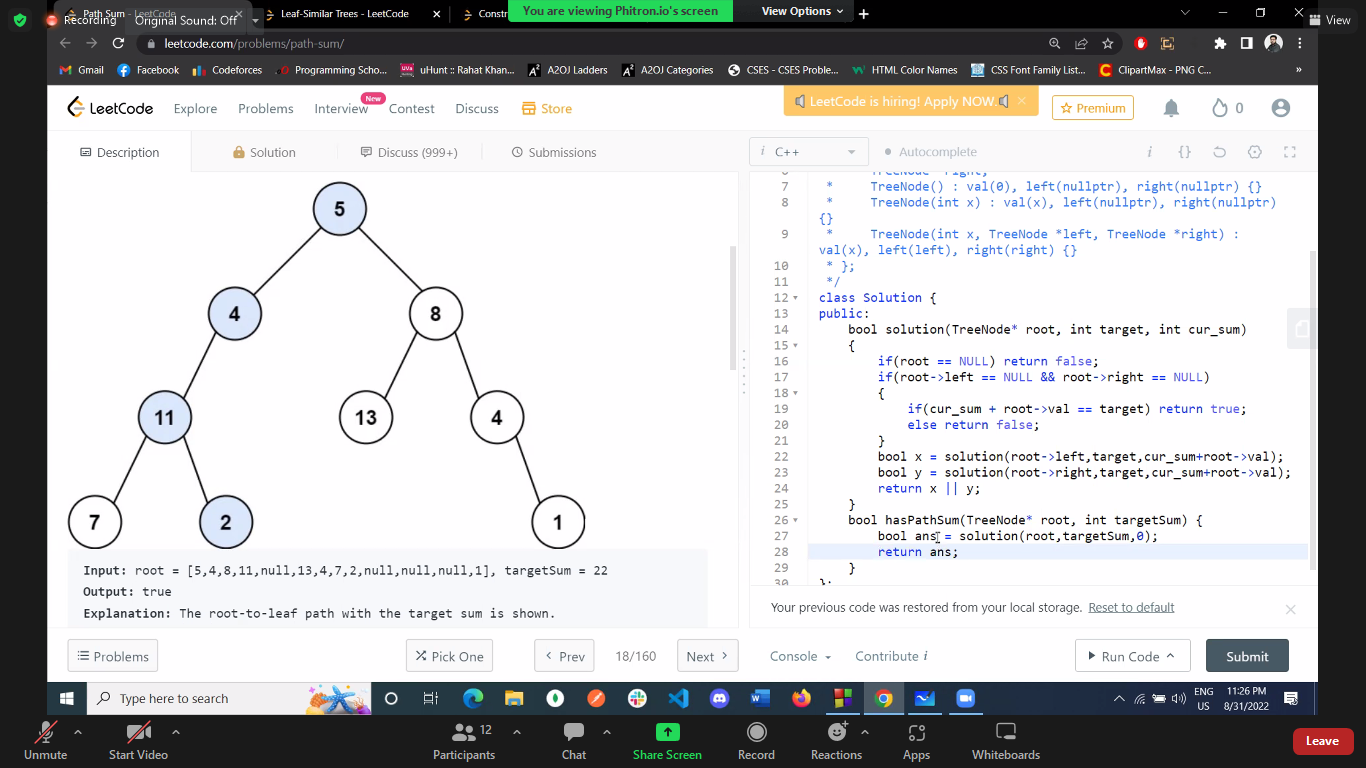 Path Sum - LeetCode
Recording
Original Sound: Off
Leaf-Similar Trees - LeetCode
Constr
You are viewing Phitron.io's screen
View Options
View
leetcode.com/problems/path-sum/
Gmail
Facebook
Codeforces
Programming Scho...
uHunt : Rahat Khan...
A2OJ Ladders
A2OJ Categories
CSES - CSES Proble...
HTML Color Names
CSS Font Family List...
ClipartMax - PNG C...
LeetCode
Explore
Problems
Interview
New
Contest
Discuss
Store
LeetCode is hiring! Apply NOW.
Premium
0
Description
Solution
Discuss (999+)
Submissions
i C++
Autocomplete
5
4
8
11
13
4
7
2
1
Input: root = [5,4,8,11,null,13,4,7,2,null,null,null,1], targetSum = 22
Output: true
Explanation: The root-to-leaf path with the target sum is shown.
7 * TreeNode() : val(0), left(nullptr), right(nullptr) {}
8 * TreeNode(int x) : val(x), left(nullptr), right(nullptr)
{}
9 * TreeNode(int x, TreeNode *left, TreeNode *right) :
val(x), left(left), right(right) {}
10 * };
11 */
12 class Solution {
13 public:
14 bool solution(TreeNode* root, int target, int cur_sum)
15 {
16 if(root == NULL) return false;
17 if(root->left == NULL && root->right == NULL)
18 {
19 if(cur_sum + root->val == target) return true;
20 else return false;
21 }
22 bool x = solution(root->left,target,cur_sum+root->val);
23 bool y = solution(root->right,target,cur_sum+root->val);
24 return x || y;
25 }
26 bool hasPathSum(TreeNode* root, int targetSum) {
27 bool ans = solution(root,targetSum,0);
28 return ans;
29 }
30 };
Your previous code was restored from your local storage. Reset to default
Problems
Pick One
Prev
18/160
Next
Console
Contribute i
Run Code
Submit
Type here to search
ENG
US
11:26 PM
8/31/2022
Unmute
Start Video
12
Participants
Chat
Share Screen
Record
Reactions
Apps
Whiteboards
Leave